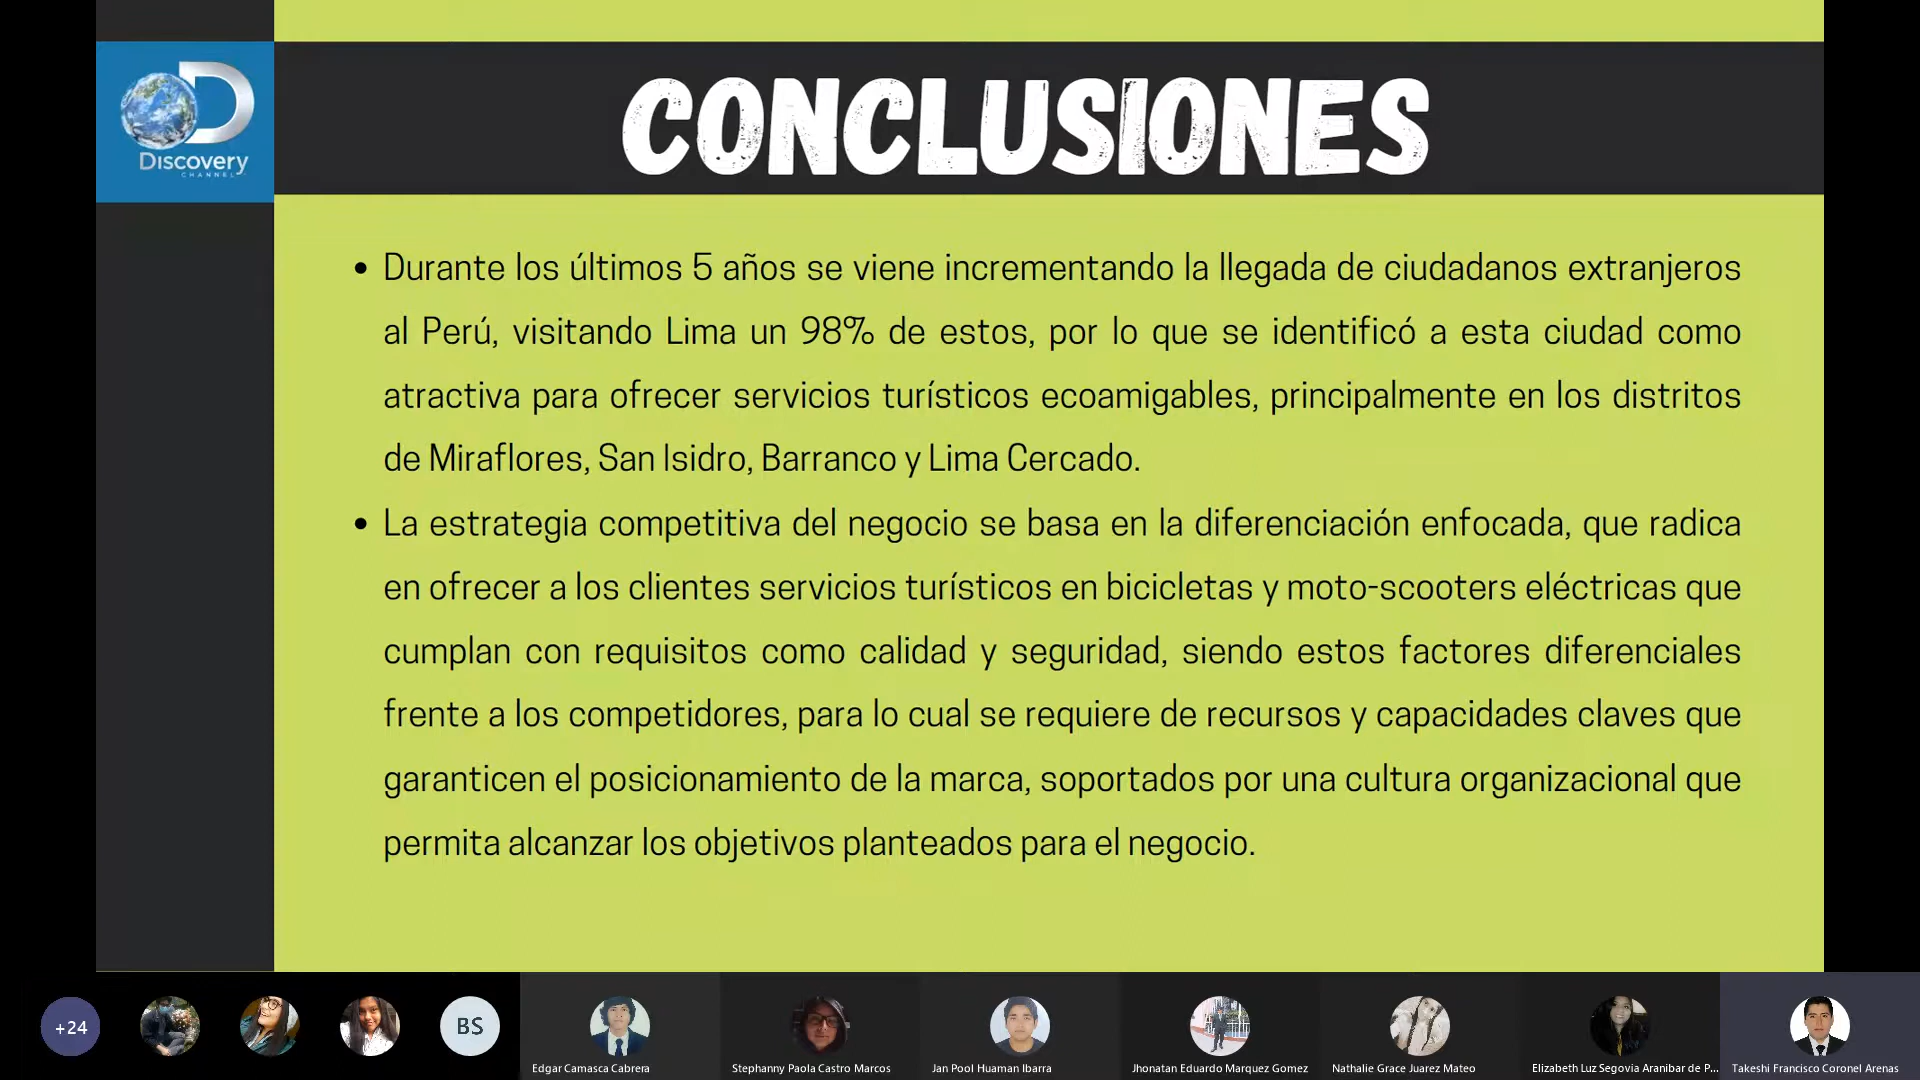 Discovery
CHANNEL
CONCLUSIONES
• Durante los últimos 5 años se viene incrementando la llegada de ciudadanos extranjeros
al Perú, visitando Lima un 98% de estos, por lo que se identificó a esta ciudad como
atractiva para ofrecer servicios turísticos ecoamigables, principalmente en los distritos
de Miraflores, San Isidro, Barranco y Lima Cercado.
• La estrategia competitiva del negocio se basa en la diferenciación enfocada, que radica
en ofrecer a los clientes servicios turísticos en bicicletas y moto-scooters eléctricas que
cumplan con requisitos como calidad y seguridad, siendo estos factores diferenciales
frente a los competidores, para lo cual se requiere de recursos y capacidades claves que
garanticen el posicionamiento de la marca, soportados por una cultura organizacional que
permita alcanzar los objetivos planteados para el negocio.
+24
BS
Edgar Camasca Cabrera
Stephanny Paola Castro Marcos
Jan Pool Huaman Ibarra
Jhonatan Eduardo Marquez Gomez
Nathalie Grace Juarez Mateo
Elizabeth Luz Segovia Aranibar de P...
Takeshi Francisco Coronel Arenas